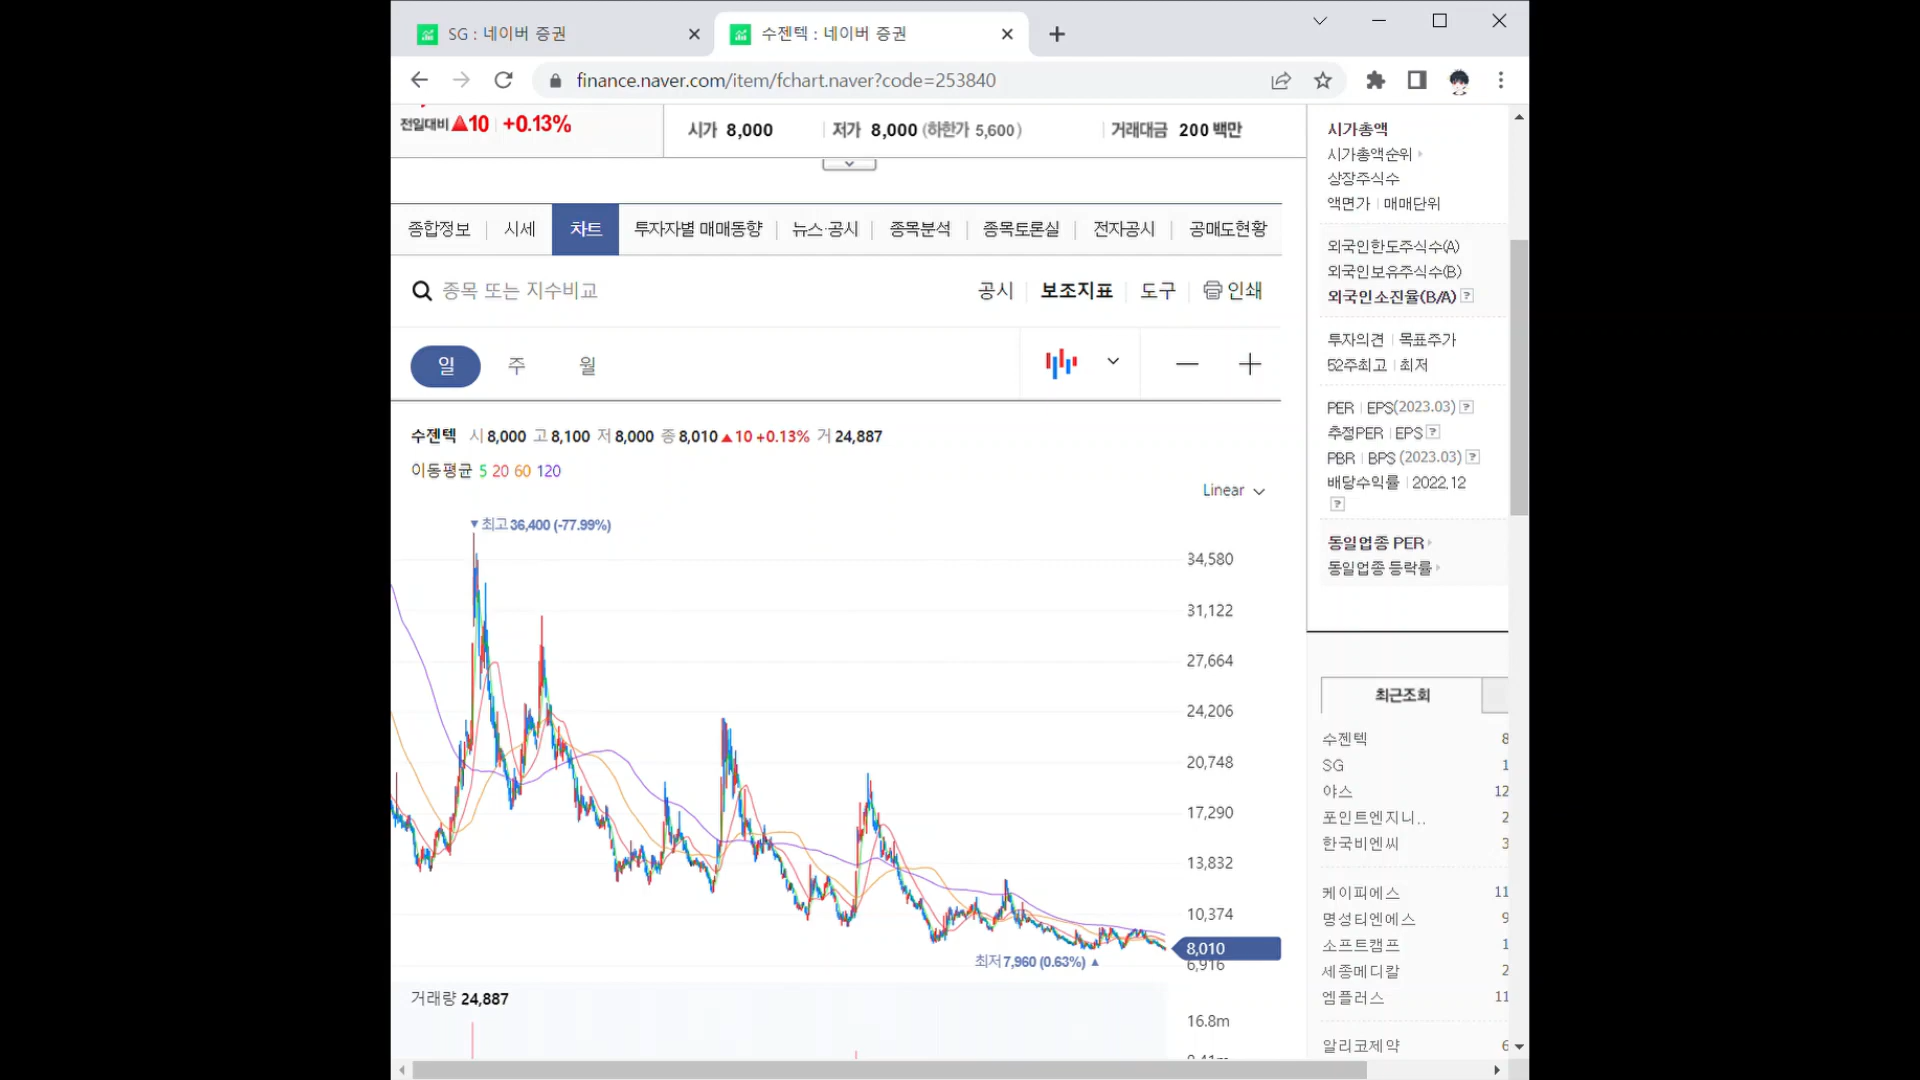 SG : 네이버 증권
수젠텍 : 네이버 증권
finance.naver.com/item/fchart.naver?code=253840
전일대비 ▲10 +0.13%
시가 8,000
저가 8,000 (하한가 5,600)
거래대금 200 백만
종합정보
시세
차트
투자자별 매매동향
뉴스·공시
종목분석
종목토론실
전자공시
공매도현황
종목 또는 지수비교
공시
보조지표
도구
인쇄
일
주
월
수젠텍 시 8,000 고 8,100 저 8,000 종 8,010 ▲10 +0.13% 거 24,887
이동평균 5 20 60 120
Linear
▼최고 36,400 (-77.99%)
34,580
31,122
27,664
24,206
20,748
17,290
13,832
10,374
8,010
6,916
최저 7,960 (0.63%) ▲
거래량 24,887
16.8m
시가총액
시가총액순위
상장주식수
액면가 | 매매단위
외국인한도주식수(A)
외국인보유주식수(B)
외국인소진율(B/A) ?
투자의견 | 목표주가
52주최고 | 최저
PER | EPS(2023.03) ?
추정PER | EPS ?
PBR | BPS (2023.03) ?
배당수익률 | 2022.12
?
동일업종 PER
동일업종 등락률
최근조회
수젠텍 8
SG 1
야스 12
포인트엔지니.. 2
한국비엔씨 3
케이피에스 11
명성티엔에스 9
소프트캠프 1
세종메디칼 2
엠플러스 11
알리코제약 6